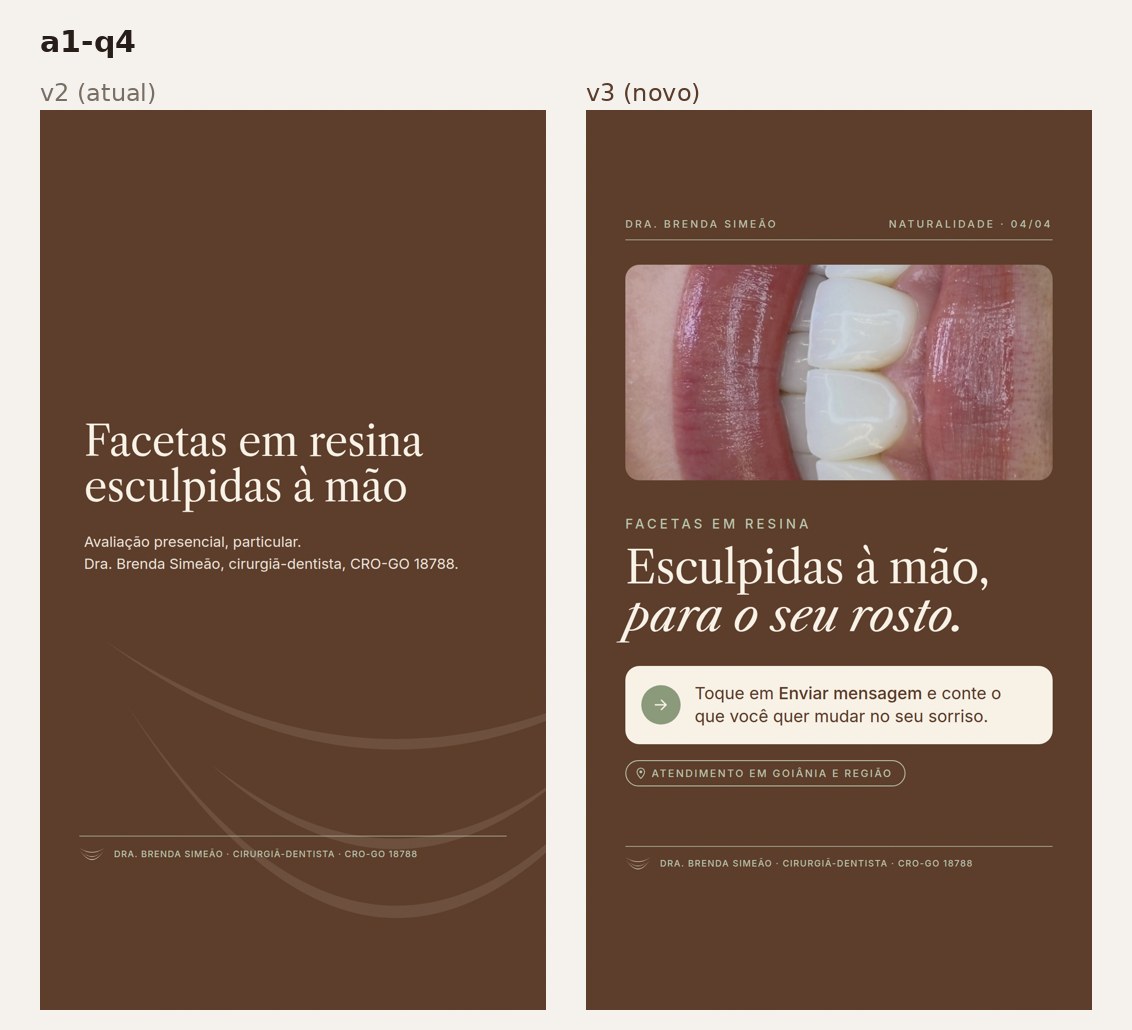 a1-q4
v2 (atual)
Facetas em resina
esculpidas à mão
Avaliação presencial, particular.
Dra. Brenda Simeão, cirurgiã-dentista, CRO-GO 18788.
DRA. BRENDA SIMEÃO · CIRURGIÃ-DENTISTA · CRO-GO 18788
v3 (novo)
DRA. BRENDA SIMEÃO
NATURALIDADE · 04/04
FACETAS EM RESINA
Esculpidas à mão,
para o seu rosto.
Toque em Enviar mensagem e conte o
que você quer mudar no seu sorriso.
ATENDIMENTO EM GOIÂNIA E REGIÃO
DRA. BRENDA SIMEÃO · CIRURGIÃ-DENTISTA · CRO-GO 18788